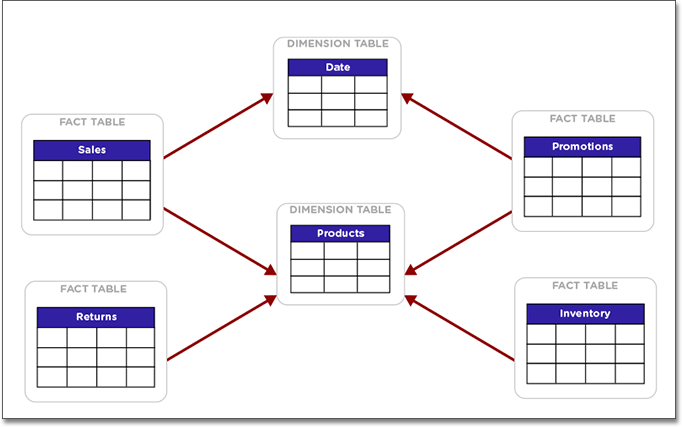 DIMENSION TABLE
Date
FACT TABLE
Sales
FACT TABLE
Promotions
DIMENSION TABLE
Products
FACT TABLE
Returns
FACT TABLE
Inventory